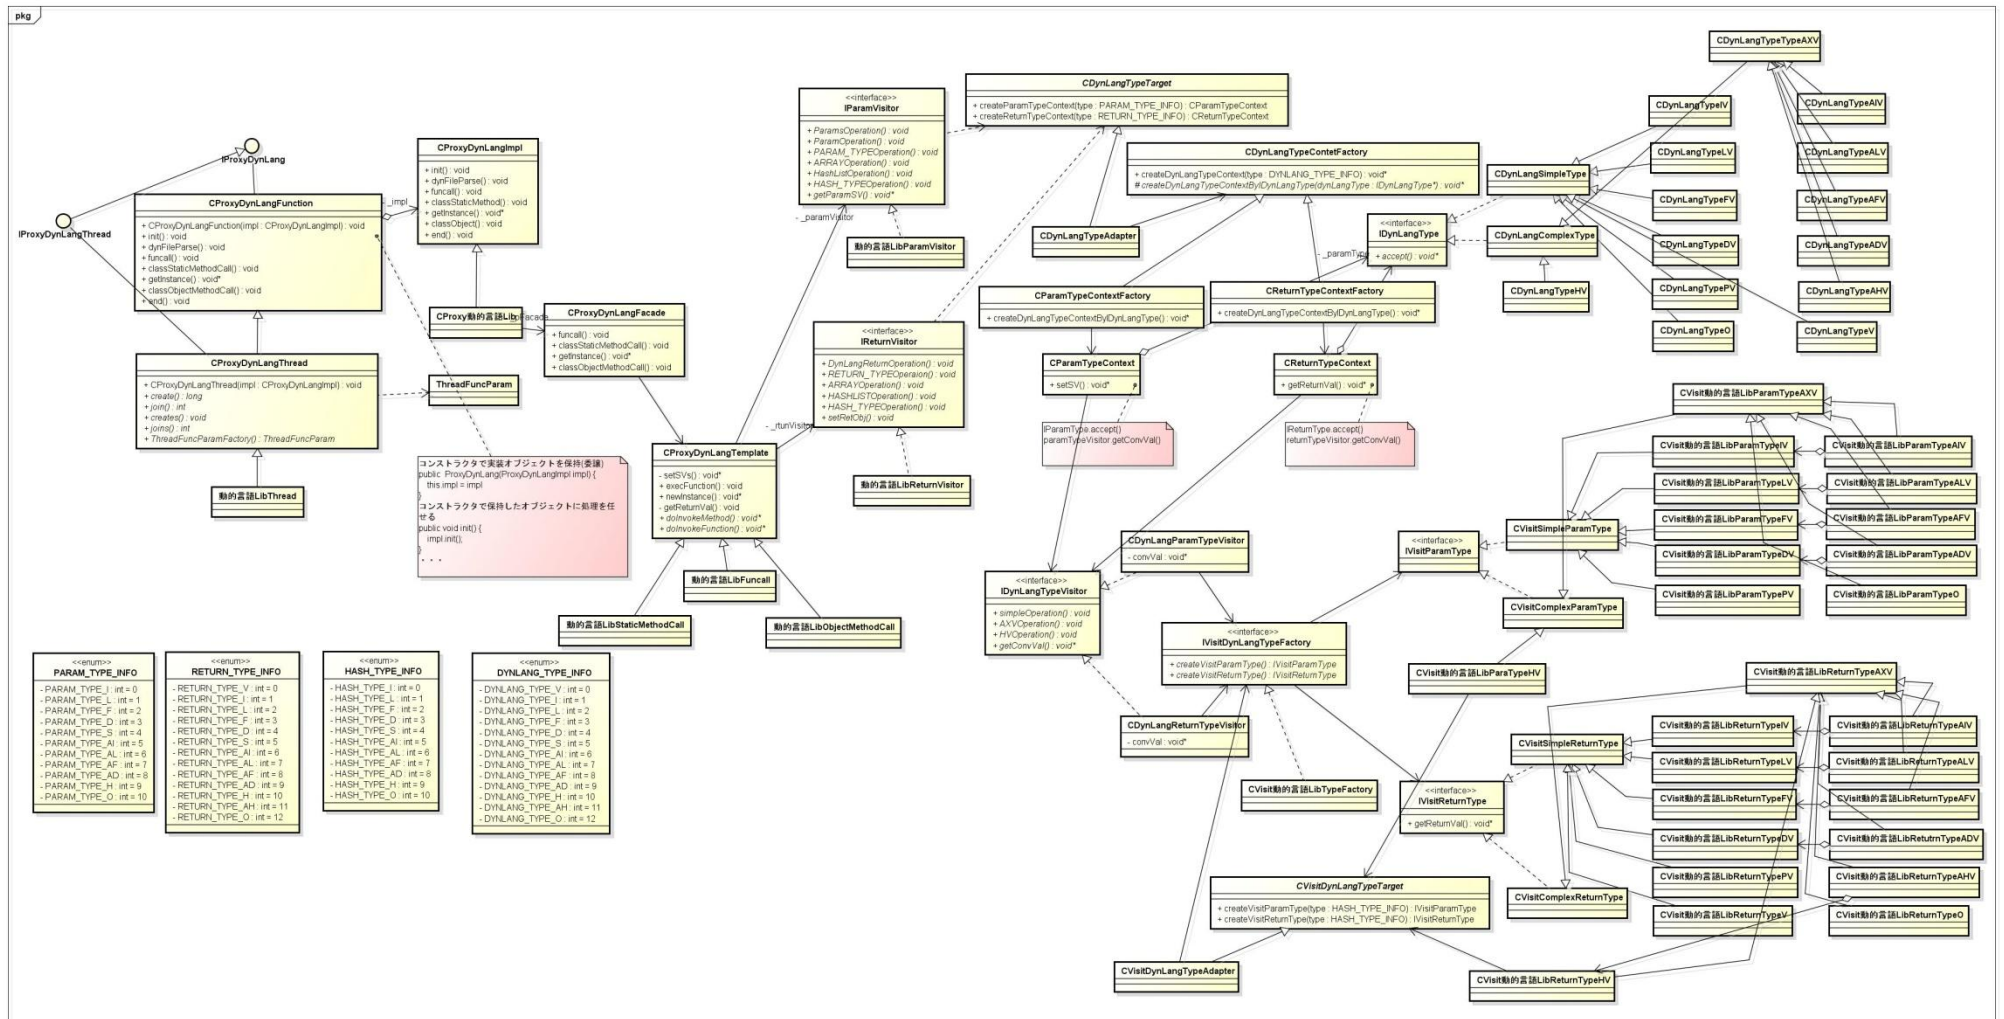 pkg
IProxyDynLang
IProxyDynLangThread
CProxyDynLangFunction
+ CProxyDynLangFunction(impl : CProxyDynLangImpl) : void
+ init() : void
+ dynFileParse() : void
+ funcall() : void
+ classStaticMethodCall() : void
+ getInstance() : void*
+ classObjectMethodCall() : void
+ end() : void
_impl
CProxyDynLangImpl
+ init() : void
+ dynFileParse() : void
+ funcall() : void
+ classStaticMethod() : void
+ getInstance() : void*
+ classObject() : void
+ end() : void
CProxy動的言語Lib
CProxyDynLangThread
+ CProxyDynLangThread(impl : CProxyDynLangImpl) : void
+ create() : long
+ join() : int
+ creates() : void
+ joins() : int
+ ThreadFuncParamFactory() : ThreadFuncParam
ThreadFuncParam
動的言語LibThread
コンストラクタで実装オブジェクトを保持(委譲)
public ProxyDynLang(ProxyDynLangImpl impl) {
this.impl = impl
}
コンストラクタで保持したオブジェクトに処理を任
せる
public void init() {
impl.init();
}
・・・
CProxyDynLangFacade
+ funcall() : void
+ classStaticMethodCall() : void
+ getInstance() : void*
+ classObjectMethodCall() : void
CProxyDynLangTemplate
- setSVs() : void*
+ execFunction() : void
+ newInstance() : void*
- getReturnVal() : void
+ doInvokeMethod() : void*
+ doInvokeFunction() : void*
動的言語LibFuncall
動的言語LibStaticMethodCall
動的言語LibObjectMethodCall
<<interface>>
IParamVisitor
+ ParamsOperation() : void
+ ParamOperation() : void
+ PARAM_TYPEOperation() : void
+ ARRAYOperation() : void
+ HashListOperation() : void
+ HASH_TYPEOperation() : void
+ getParamSV() : void*
- _paramVisitor
動的言語LibParamVisitor
<<interface>>
IReturnVisitor
+ DynLangReturnOperation() : void
+ RETURN_TYPEOperaion() : void
+ ARRAYOperation() : void
+ HASHLISTOperation() : void
+ HASH_TYPEOperation() : void
+ setRetObj() : void
- _rtunVisitor
動的言語LibReturnVisitor
CDynLangTypeTarget
+ createParamTypeContext(type : PARAM_TYPE_INFO) : CParamTypeContext
+ createReturnTypeContext(type : RETURN_TYPE_INFO) : CReturnTypeContext
CDynLangTypeAdapter
CDynLangTypeContetFactory
+ createDynLangTypeContext(type : DYNLANG_TYPE_INFO) : void*
# createDynLangTypeContextByIDynLangType(dynLangType : IDynLangType*) : void*
<<interface>>
IDynLangType
+ accept() : void*
- _paramType
CParamTypeContextFactory
+ createDynLangTypeContextByIDynLangType() : void*
CReturnTypeContextFactory
+ createDynLangTypeContextByIDynLangType() : void*
CParamTypeContext
+ setSV() : void*
CReturnTypeContext
+ getReturnVal() : void*
IParamType.accept()
paramTypeVisitor.getConvVal()
IReturnType.accept()
returnTypeVisitor.getConvVal()
CDynLangTypeTypeAXV
CDynLangTypeIV
CDynLangTypeAIV
CDynLangTypeLV
CDynLangTypeALV
CDynLangSimpleType
CDynLangTypeFV
CDynLangTypeAFV
CDynLangComplexType
CDynLangTypeDV
CDynLangTypeADV
CDynLangTypeHV
CDynLangTypePV
CDynLangTypeAHV
CDynLangTypeO
CDynLangTypeV
CVisit動的言語LibParamTypeAXV
CVisit動的言語LibParamTypeIV
CVisit動的言語LibParamTypeAIV
CVisit動的言語LibParamTypeLV
CVisit動的言語LibParamTypeALV
CVisitSimpleParamType
CVisit動的言語LibParamTypeFV
CVisit動的言語LibParamTypeAFV
CVisit動的言語LibParamTypeDV
CVisit動的言語LibParamTypeADV
CVisit動的言語LibParamTypePV
CVisit動的言語LibParamTypeO
CVisitComplexParamType
<<interface>>
IVisitParamType
CDynLangParamTypeVisitor
- convVal : void*
<<interface>>
IDynLangTypeVisitor
+ simpleOperation() : void
+ AXVOperation() : void
+ HVOperation() : void
+ getConvVal() : void*
<<interface>>
IVisitDynLangTypeFactory
+ createVisitParamType() : IVisitParamType
+ createVisitReturnType() : IVisitReturnType
CDynLangReturnTypeVisitor
- convVal : void*
CVisit動的言語LibTypeFactory
CVisit動的言語LibParaTypeHV
<<interface>>
IVisitReturnType
+ getReturnVal() : void*
CVisit動的言語LibReturnTypeAXV
CVisit動的言語LibReturnTypeIV
CVisit動的言語LibReturnTypeAIV
CVisitSimpleReturnType
CVisit動的言語LibReturnTypeLV
CVisit動的言語LibReturnTypeALV
CVisit動的言語LibReturnTypeFV
CVisit動的言語LibReturnTypeAFV
CVisit動的言語LibReturnTypeDV
CVisit動的言語LibRetutrnTypeADV
CVisit動的言語LibReturnTypePV
CVisit動的言語LibReturnTypeAHV
CVisitComplexReturnType
CVisit動的言語LibReturnTypeV
CVisit動的言語LibReturnTypeO
CVisitDynLangTypeTarget
+ createVisitParamType(type : HASH_TYPE_INFO) : IVisitParamType
+ createVisitReturnType(type : HASH_TYPE_INFO) : IVisitReturnType
CVisitDynLangTypeAdapter
CVisit動的言語LibReturnTypeHV
<<enum>>
PARAM_TYPE_INFO
- PARAM_TYPE_I : int = 0
- PARAM_TYPE_L : int = 1
- PARAM_TYPE_F : int = 2
- PARAM_TYPE_D : int = 3
- PARAM_TYPE_S : int = 4
- PARAM_TYPE_AI : int = 5
- PARAM_TYPE_AL : int = 6
- PARAM_TYPE_AF : int = 7
- PARAM_TYPE_AD : int = 8
- PARAM_TYPE_H : int = 9
- PARAM_TYPE_O : int = 10
<<enum>>
RETURN_TYPE_INFO
- RETURN_TYPE_V : int = 0
- RETURN_TYPE_I : int = 1
- RETURN_TYPE_L : int = 2
- RETURN_TYPE_F : int = 3
- RETURN_TYPE_D : int = 4
- RETURN_TYPE_S : int = 5
- RETURN_TYPE_AI : int = 6
- RETURN_TYPE_AL : int = 7
- RETURN_TYPE_AF : int = 8
- RETURN_TYPE_AD : int = 9
- RETURN_TYPE_H : int = 10
- RETURN_TYPE_AH : int = 11
- RETURN_TYPE_O : int = 12
<<enum>>
HASH_TYPE_INFO
- HASH_TYPE_I : int = 0
- HASH_TYPE_L : int = 1
- HASH_TYPE_F : int = 2
- HASH_TYPE_D : int = 3
- HASH_TYPE_S : int = 4
- HASH_TYPE_AI : int = 5
- HASH_TYPE_AL : int = 6
- HASH_TYPE_AF : int = 7
- HASH_TYPE_AD : int = 8
- HASH_TYPE_H : int = 9
- HASH_TYPE_O : int = 10
<<enum>>
DYNLANG_TYPE_INFO
- DYNLANG_TYPE_V : int = 0
- DYNLANG_TYPE_I : int = 1
- DYNLANG_TYPE_L : int = 2
- DYNLANG_TYPE_F : int = 3
- DYNLANG_TYPE_D : int = 4
- DYNLANG_TYPE_S : int = 5
- DYNLANG_TYPE_AI : int = 6
- DYNLANG_TYPE_AL : int = 7
- DYNLANG_TYPE_AF : int = 8
- DYNLANG_TYPE_AD : int = 9
- DYNLANG_TYPE_H : int = 10
- DYNLANG_TYPE_AH : int = 11
- DYNLANG_TYPE_O : int = 12